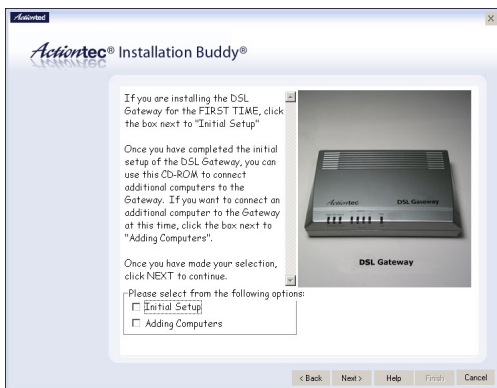 Actiontec
Actiontec® Installation Buddy®
If you are installing the DSL
Gateway for the FIRST TIME, click
the box next to "Initial Setup"
Once you have completed the initial
setup of the DSL Gateway, you can
use this CD-ROM to connect
additional computers to the
Gateway. If you want to connect an
additional computer to the Gateway
at this time, click the box next to
"Adding Computers".
Once you have made your selection,
click NEXT to continue.
Actiontec DSL Gateway
DSL Gateway
Please select from the following options:
Initial Setup
Adding Computers
< Back Next > Help Finish Cancel